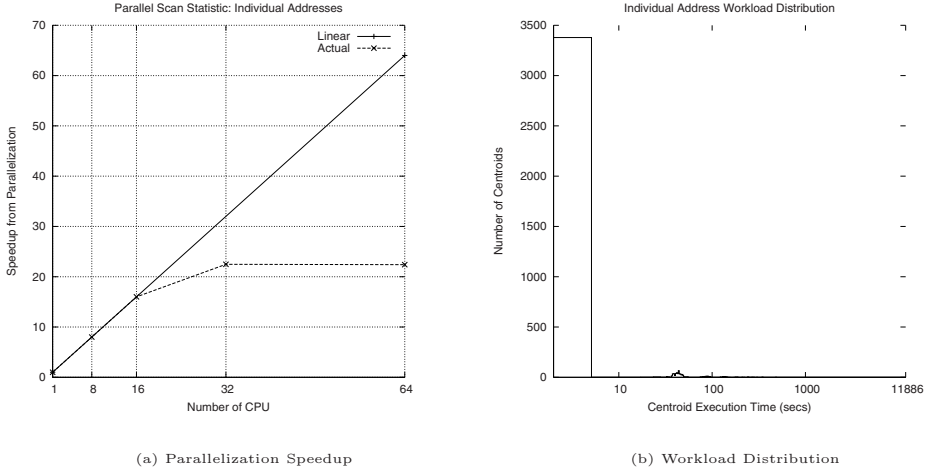 Parallel Scan Statistic: Individual Addresses
70
60
50
40
30
20
10
0
Speedup from Parallelization
Linear
Actual
1 8 16 32 64
Number of CPU
(a) Parallelization Speedup
Individual Address Workload Distribution
3500
3000
2500
2000
1500
1000
500
0
Number of Centroids
10 100 1000 11886
Centroid Execution Time (secs)
(b) Workload Distribution